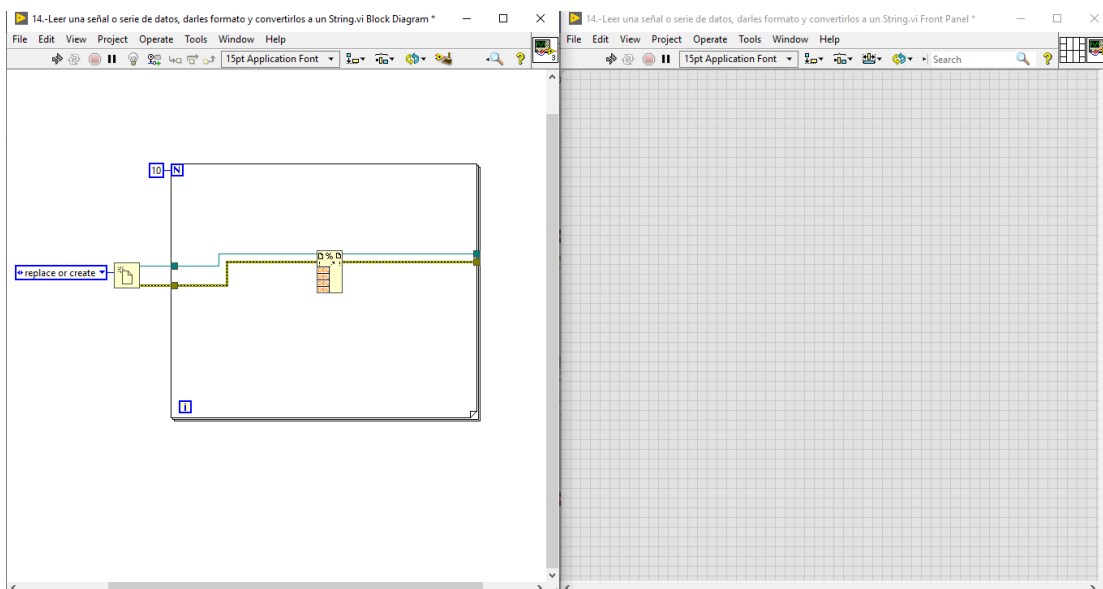 14.-Leer una señal o serie de datos, darles formato y convertirlos a un String.vi Block Diagram *
File Edit View Project Operate Tools Window Help
15pt Application Font
3
10
N
replace or create
%
i
14.-Leer una señal o serie de datos, darles formato y convertirlos a un String.vi Front Panel *
File Edit View Project Operate Tools Window Help
15pt Application Font
Search